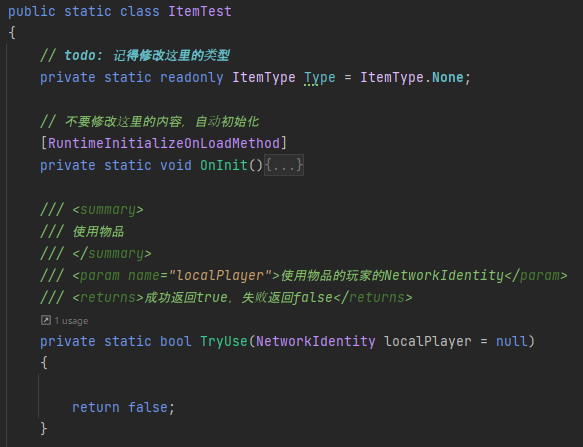 public static class ItemTest
{
// todo: 记得修改这里的类型
private static readonly ItemType Type = ItemType.None;
// 不要修改这里的内容，自动初始化
[RuntimeInitializeOnLoadMethod]
private static void OnInit(){...}
/// <summary>
/// 使用物品
/// </summary>
/// <param name="localPlayer">使用物品的玩家的NetworkIdentity</param>
/// <returns>成功返回true，失败返回false</returns>
1 usage
private static bool TryUse(NetworkIdentity localPlayer = null)
{
return false;
}